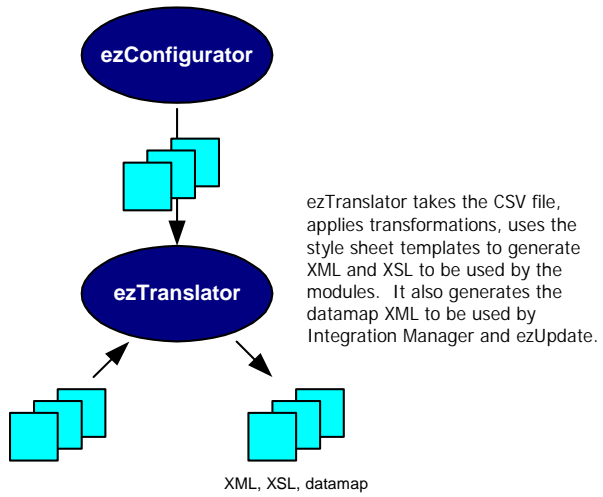 ezConfigurator
ezTranslator takes the CSV file,
applies transformations, uses the
style sheet templates to generate
XML and XSL to be used by the
modules.  It also generates the
datamap XML to be used by
Integration Manager and ezUpdate.
ezTranslator
XML, XSL, datamap